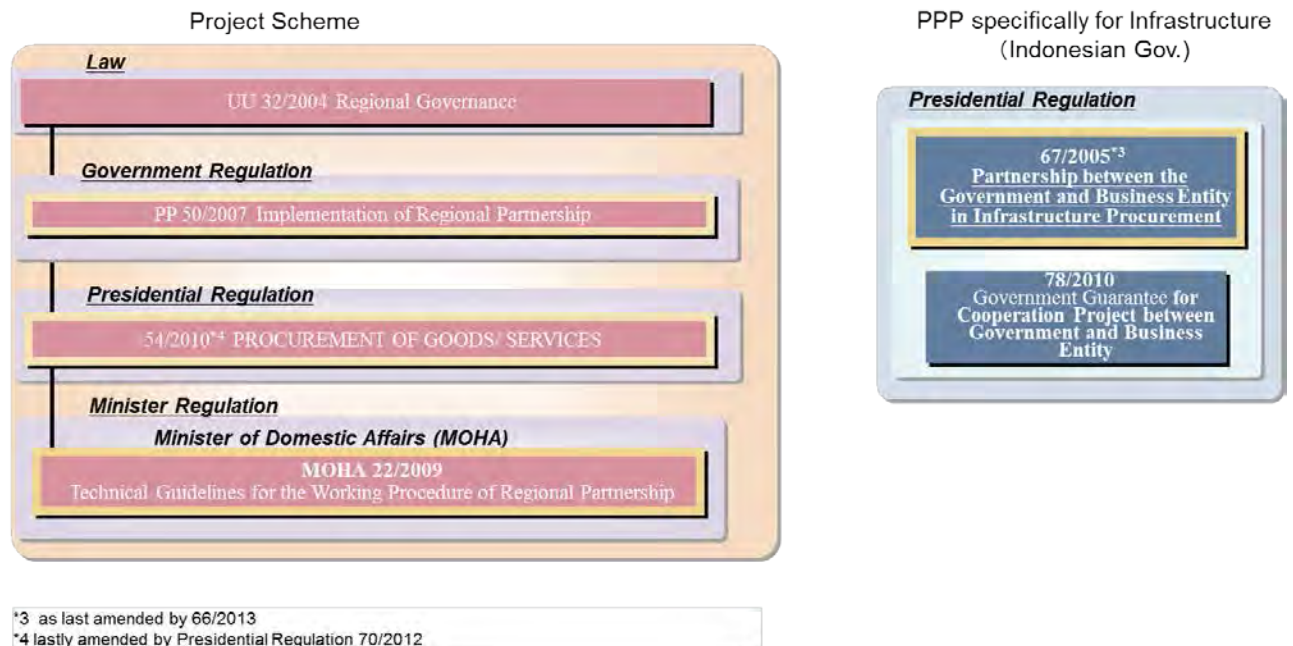 Project Scheme
Law
UU 32/2004 Regional Governance
Government Regulation
PP 50/2007 Implementation of Regional Partnership
Presidential Regulation
54/2010*4 PROCUREMENT OF GOODS/ SERVICES
Minister Regulation
Minister of Domestic Affairs (MOHA)
MOHA 22/2009
Technical Guidelines for the Working Procedure of Regional Partnership
PPP specifically for Infrastructure
(Indonesian Gov.)
Presidential Regulation
67/2005*3
Partnership between the
Government and Business Entity
in Infrastructure Procurement
78/2010
Government Guarantee for
Cooperation Project between
Government and Business
Entity
*3 as last amended by 66/2013
*4 lastly amended by Presidential Regulation 70/2012